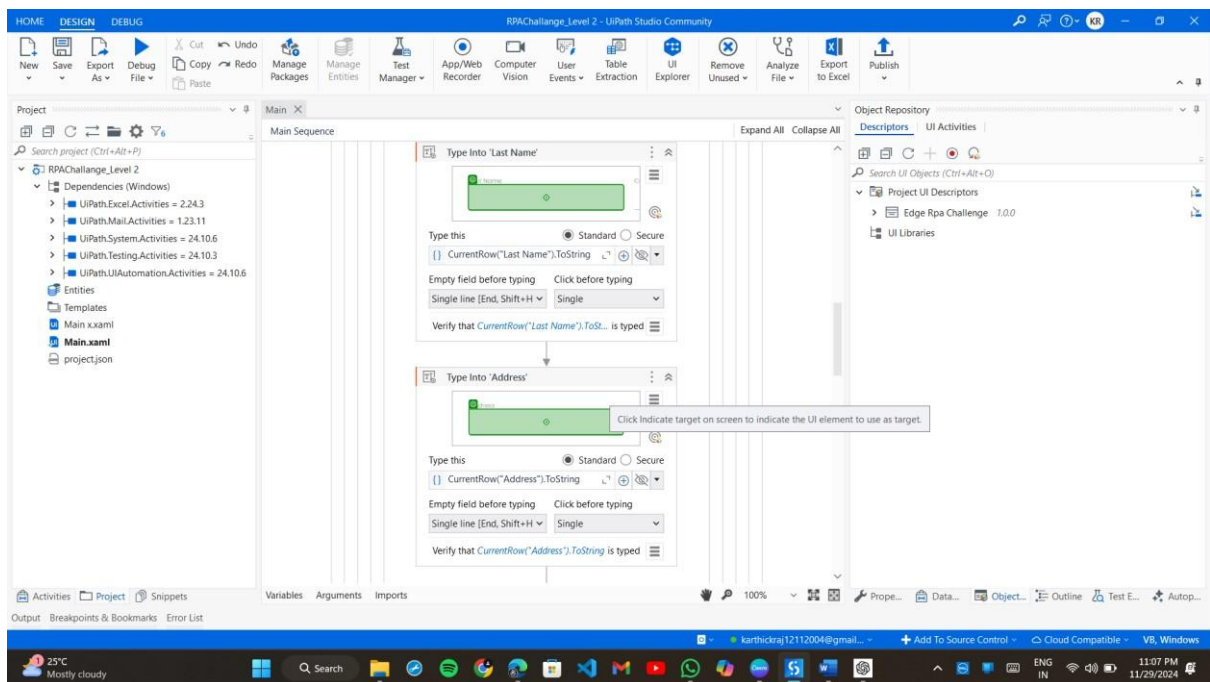 HOME DESIGN DEBUG
RPAChallange_Level 2 - UiPath Studio Community
KR
New
Save
Export As
Debug File
Cut
Copy
Paste
Undo
Redo
Manage Packages
Manage Entities
Test Manager
App/Web Recorder
Computer Vision
User Events
Table Extraction
UI Explorer
Remove Unused
Analyze File
Export to Excel
Publish
Project
Search project (Ctrl+Alt+P)
RPAChallange_Level 2
Dependencies (Windows)
UiPath.Excel.Activities = 2.24.3
UiPath.Mail.Activities = 1.23.11
UiPath.System.Activities = 24.10.6
UiPath.Testing.Activities = 24.10.3
UiPath.UIAutomation.Activities = 24.10.6
Entities
Templates
Main x.xaml
Main.xaml
project.json
Main
Main Sequence
Expand All Collapse All
Type Into 'Last Name'
Type this
Standard Secure
CurrentRow("Last Name").ToString
Empty field before typing Click before typing
Single line [End, Shift+H Single
Verify that CurrentRow("Last Name").ToSt... is typed
Type Into 'Address'
Click Indicate target on screen to indicate the UI element to use as target.
Type this
Standard Secure
CurrentRow("Address").ToString
Empty field before typing Click before typing
Single line [End, Shift+H Single
Verify that CurrentRow("Address").ToString is typed
Object Repository
Descriptors UI Activities
Search UI Objects (Ctrl+Alt+O)
Project UI Descriptors
Edge Rpa Challenge 1.0.0
UI Libraries
Activities Project Snippets
Variables Arguments Imports
100%
Prope... Data... Object... Outline Test E... Autop...
Output Breakpoints & Bookmarks Error List
karthickraj12112004@gmail... Add To Source Control Cloud Compatible VB, Windows
1
25°C
Mostly cloudy
Search
ENG
IN
11:07 PM
11/29/2024